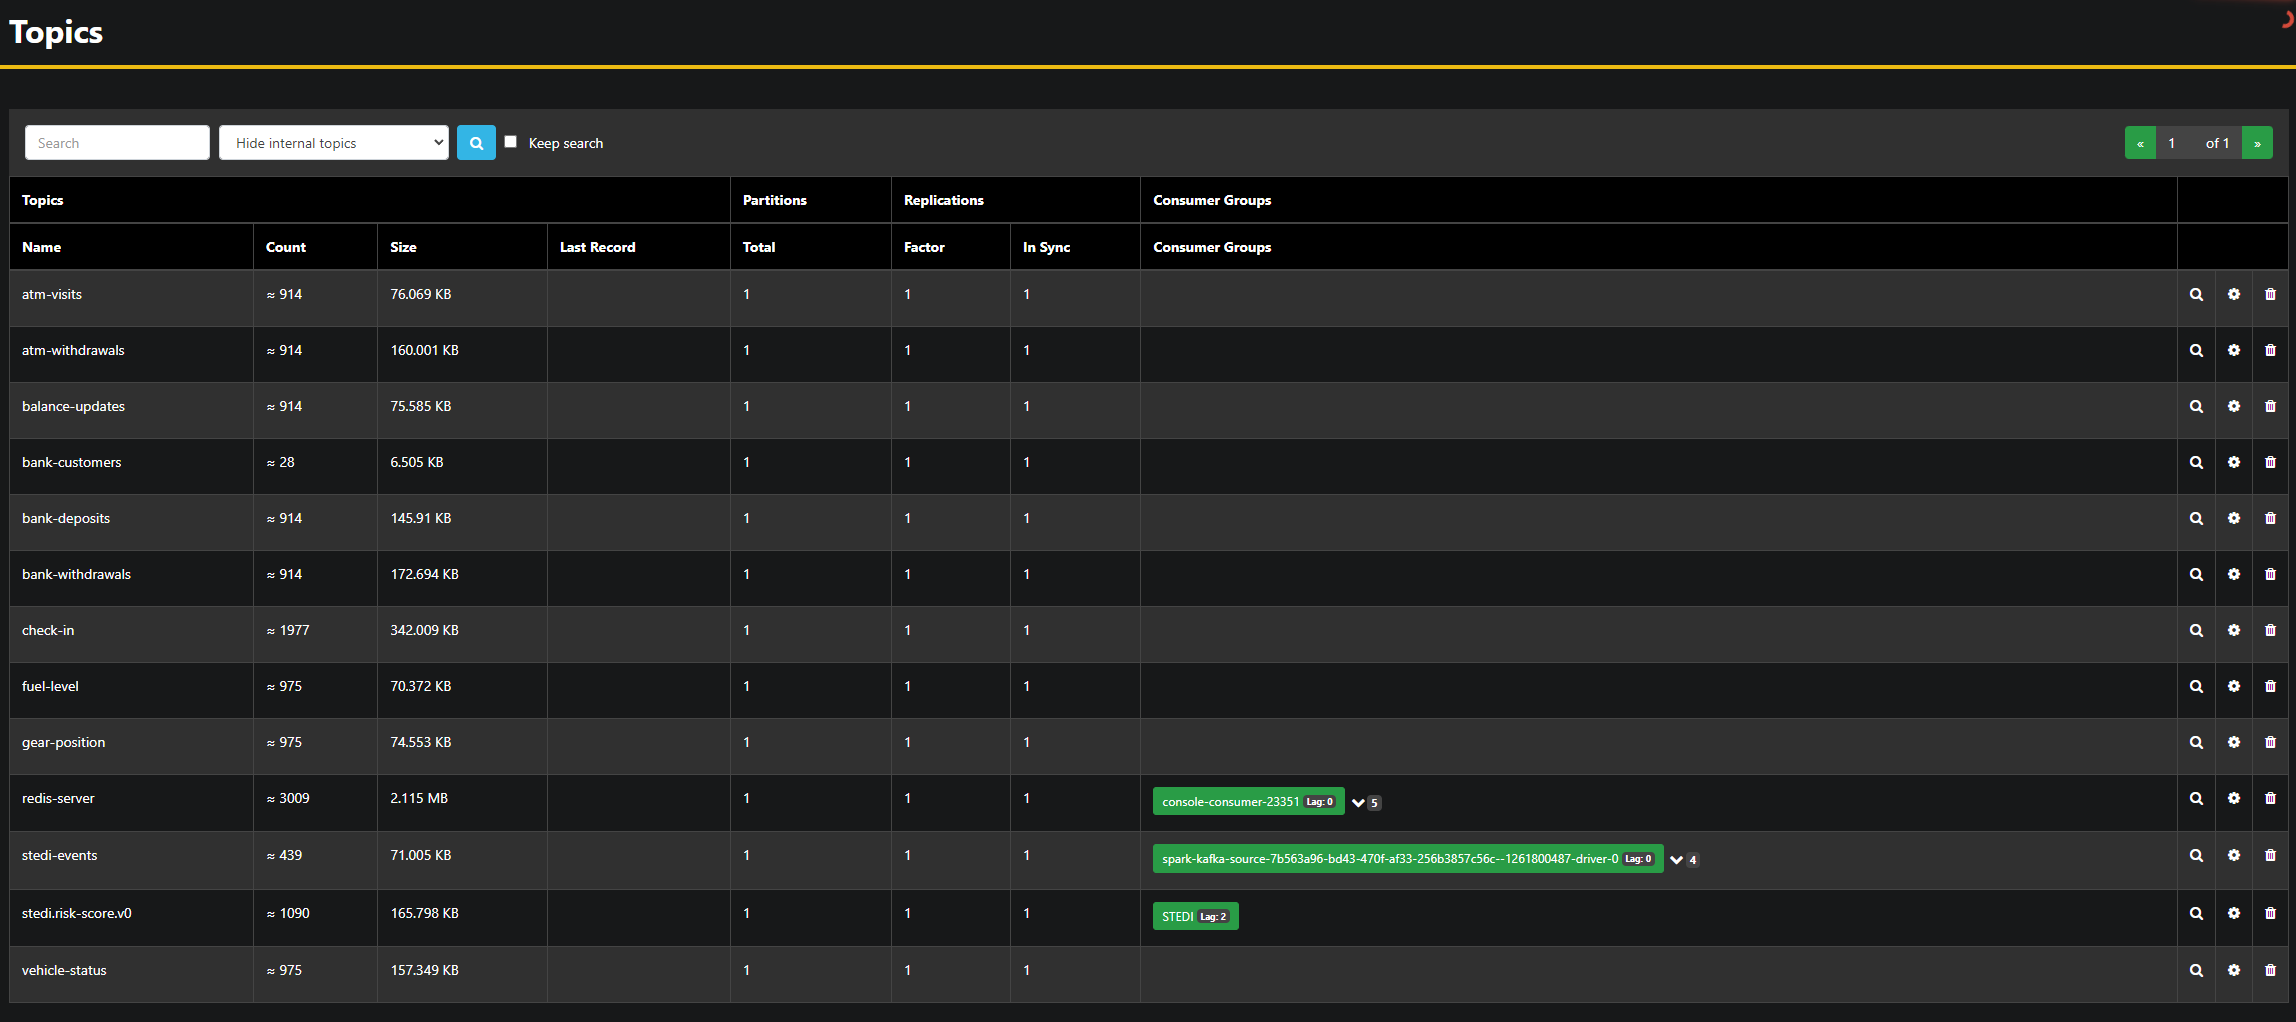 Topics
Search Hide internal topics Keep search « 1 of 1 »
Topics Partitions Replications Consumer Groups
Name Count Size Last Record Total Factor In Sync Consumer Groups
atm-visits ≈ 914 76.069 KB 1 1 1
atm-withdrawals ≈ 914 160.001 KB 1 1 1
balance-updates ≈ 914 75.585 KB 1 1 1
bank-customers ≈ 28 6.505 KB 1 1 1
bank-deposits ≈ 914 145.91 KB 1 1 1
bank-withdrawals ≈ 914 172.694 KB 1 1 1
check-in ≈ 1977 342.009 KB 1 1 1
fuel-level ≈ 975 70.372 KB 1 1 1
gear-position ≈ 975 74.553 KB 1 1 1
redis-server ≈ 3009 2.115 MB 1 1 1 console-consumer-23351 Lag: 0 5
stedi-events ≈ 439 71.005 KB 1 1 1 spark-kafka-source-7b563a96-bd43-470f-af33-256b3857c56c--1261800487-driver-0 Lag: 0 4
stedi.risk-score.v0 ≈ 1090 165.798 KB 1 1 1 STEDI Lag: 2
vehicle-status ≈ 975 157.349 KB 1 1 1